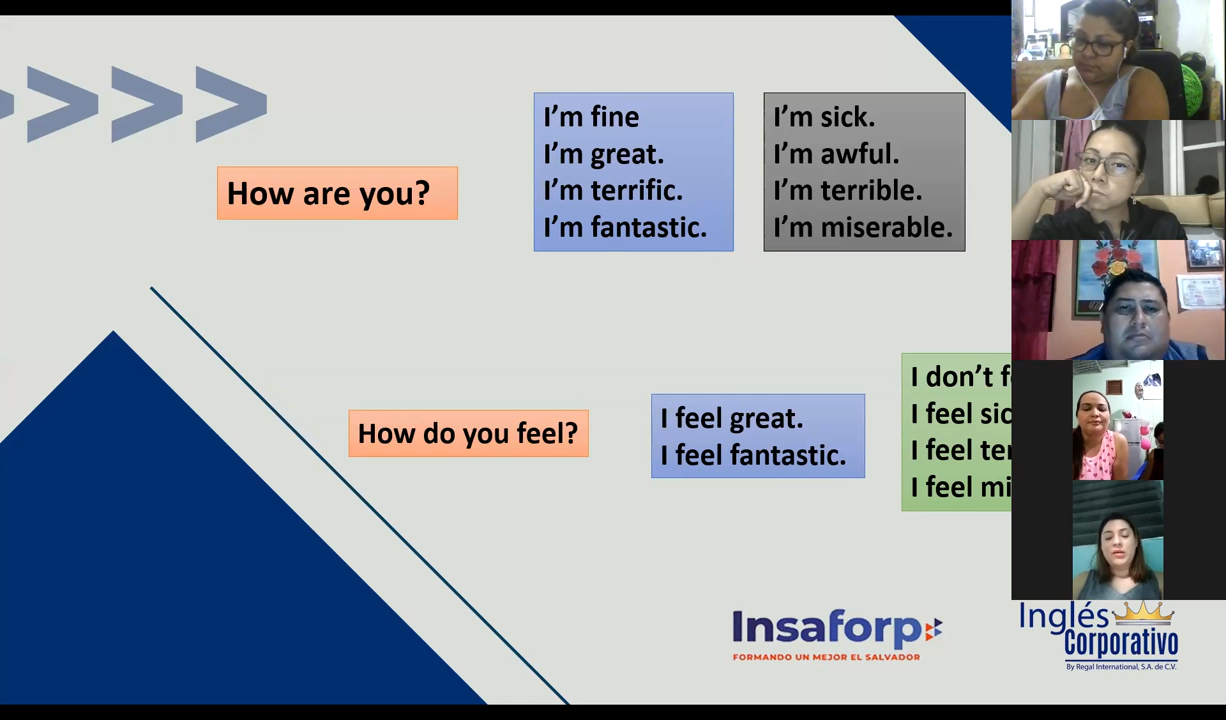 How are you?
I'm fine
I'm great.
I'm terrific.
I'm fantastic.
I'm sick.
I'm awful.
I'm terrible.
I'm miserable.
How do you feel?
I feel great.
I feel fantastic.
I don't
I feel
I feel
I feel
Insaforp
FORMANDO UN MEJOR EL SALVADOR
Inglés
Corporativo
By Regal International, S.A. de C.V.